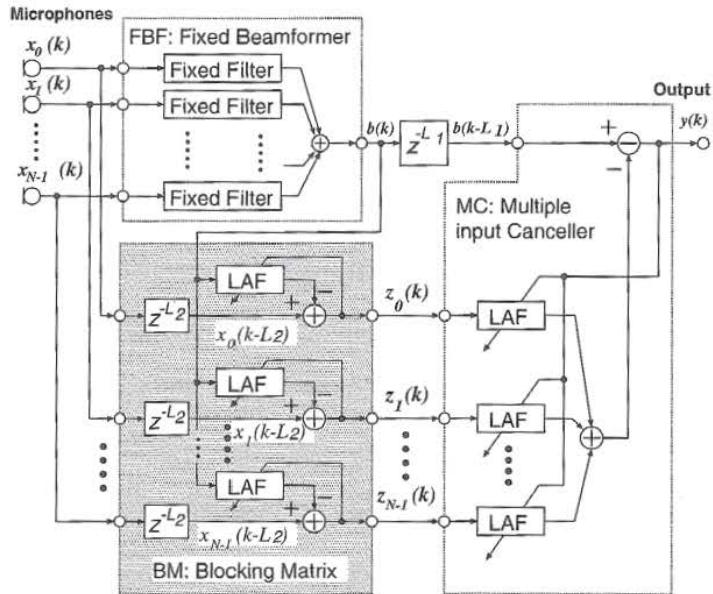 Microphones
x0(k)
FBF: Fixed Beamformer
Fixed Filter
x1(k)
Fixed Filter
Output
b(k)
z-L1
b(k-L1)
+
−
y(k)
+
−
xN-1 (k)
Fixed Filter
MC: Multiple
input Canceller
LAF
−
+
+
z0(k)
z-L2
x0(k-L2)
LAF
LAF
−
+
+
z1(k)
z-L2
x1(k-L2)
LAF
+
LAF
−
+
+
zN-1(k)
z-L2
xN-1(k-L2)
LAF
BM: Blocking Matrix